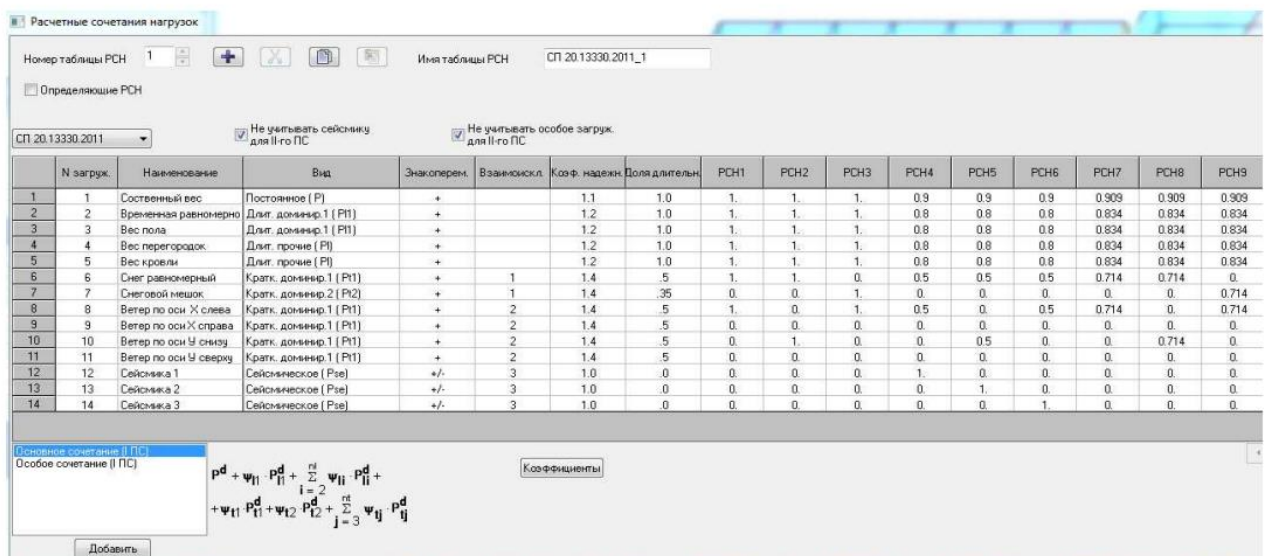 Расчетные сочетания нагрузок
Номер таблицы РСН 1 Имя таблицы РСН СП 20.13330.2011_1
Определяющие РСН
СП 20.13330.2011 Не учитывать сейсмику для II-го ПС Не учитывать особое загруж. для II-го ПС
N загруж. Наименование Вид Знакоперем. Взаимоискл. Коэф. надежн. Доля длительн. РСН1 РСН2 РСН3 РСН4 РСН5 РСН6 РСН7 РСН8 РСН9
1 1 Соственный вес Постоянное ( P) + 1.1 1.0 1. 1. 1. 0.9 0.9 0.9 0.909 0.909 0.909
2 2 Временная равномерно Длит. доминир.1 ( Pl1) + 1.2 1.0 1. 1. 1. 0.8 0.8 0.8 0.834 0.834 0.834
3 3 Вес пола Длит. доминир.1 ( Pl1) + 1.2 1.0 1. 1. 1. 0.8 0.8 0.8 0.834 0.834 0.834
4 4 Вес перегородок Длит. прочие ( Pl) + 1.2 1.0 1. 1. 1. 0.8 0.8 0.8 0.834 0.834 0.834
5 5 Вес кровли Длит. прочие ( Pl) + 1.2 1.0 1. 1. 1. 0.8 0.8 0.8 0.834 0.834 0.834
6 6 Снег равномерный Кратк. доминир.1 ( Pt1) + 1 1.4 .5 1. 1. 0. 0.5 0.5 0.5 0.714 0.714 0.
7 7 Снеговой мешок Кратк. доминир.2 ( Pt2) + 1 1.4 .35 0. 0. 1. 0. 0. 0. 0. 0. 0.714
8 8 Ветер по оси X слева Кратк. доминир.1 ( Pt1) + 2 1.4 .5 1. 0. 1. 0.5 0. 0.5 0.714 0. 0.714
9 9 Ветер по оси X справа Кратк. доминир.1 ( Pt1) + 2 1.4 .5 0. 0. 0. 0. 0. 0. 0. 0. 0.
10 10 Ветер по оси У снизу Кратк. доминир.1 ( Pt1) + 2 1.4 .5 0. 1. 0. 0. 0.5 0. 0. 0.714 0.
11 11 Ветер по оси У сверху Кратк. доминир.1 ( Pt1) + 2 1.4 .5 0. 0. 0. 0. 0. 0. 0. 0. 0.
12 12 Сейсмика 1 Сейсмическое ( Pse) +/- 3 1.0 .0 0. 0. 0. 1. 0. 0. 0. 0. 0.
13 13 Сейсмика 2 Сейсмическое ( Pse) +/- 3 1.0 .0 0. 0. 0. 0. 1. 0. 0. 0. 0.
14 14 Сейсмика 3 Сейсмическое ( Pse) +/- 3 1.0 .0 0. 0. 0. 0. 0. 1. 0. 0. 0.
Основное сочетание (I ПС)
Особое сочетание (I ПС)
P^d + ψ_l1 · P^d_l1 + Σ^nl_i = 2 ψ_li · P^d_li +
+ ψ_t1 · P^d_t1 + ψ_t2 · P^d_t2 + Σ^nt_j = 3 ψ_tj · P^d_tj
Коэффициенты
Добавить